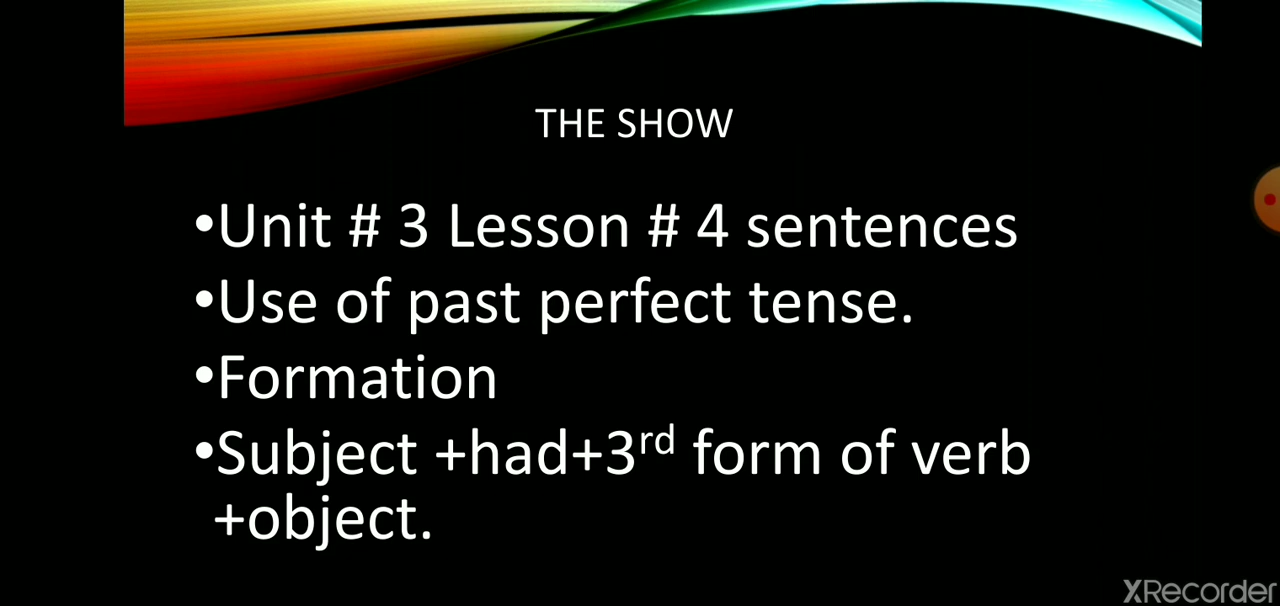 THE SHOW
•Unit # 3 Lesson # 4 sentences
•Use of past perfect tense.
•Formation
•Subject +had+3rd form of verb
+object.
XRecorder